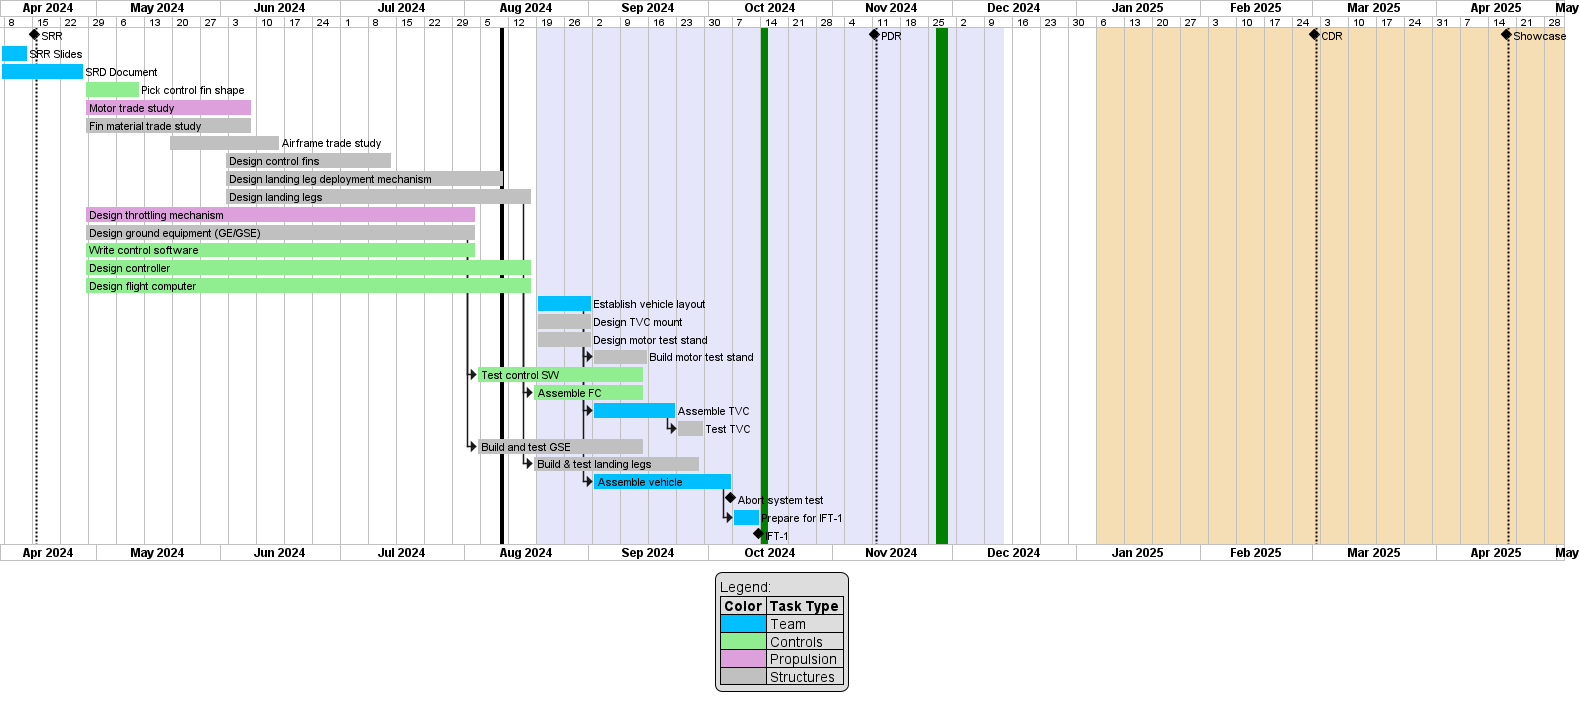 Apr 2024 May 2024 Jun 2024 Jul 2024 Aug 2024 Sep 2024 Oct 2024 Nov 2024 Dec 2024 Jan 2025 Feb 2025 Mar 2025 Apr 2025 May
8 15 22 29 6 13 20 27 3 10 17 24 1 8 15 22 29 5 12 19 26 2 9 16 23 30 7 14 21 28 4 11 18 25 2 9 16 23 30 6 13 20 27 3 10 17 24 3 10 17 24 31 7 14 21 28
SRR PDR CDR Showcase
SRR Slides
SRD Document
Pick control fin shape
Motor trade study
Fin material trade study
Airframe trade study
Design control fins
Design landing leg deployment mechanism
Design landing legs
Design throttling mechanism
Design ground equipment (GE/GSE)
Write control software
Design controller
Design flight computer
Establish vehicle layout
Design TVC mount
Design motor test stand
Build motor test stand
Test control SW
Assemble FC
Assemble TVC
Test TVC
Build and test GSE
Build & test landing legs
Assemble vehicle
Abort system test
Prepare for IFT-1
IFT-1
Apr 2024 May 2024 Jun 2024 Jul 2024 Aug 2024 Sep 2024 Oct 2024 Nov 2024 Dec 2024 Jan 2025 Feb 2025 Mar 2025 Apr 2025 May
Legend:
Color Task Type
Team
Controls
Propulsion
Structures